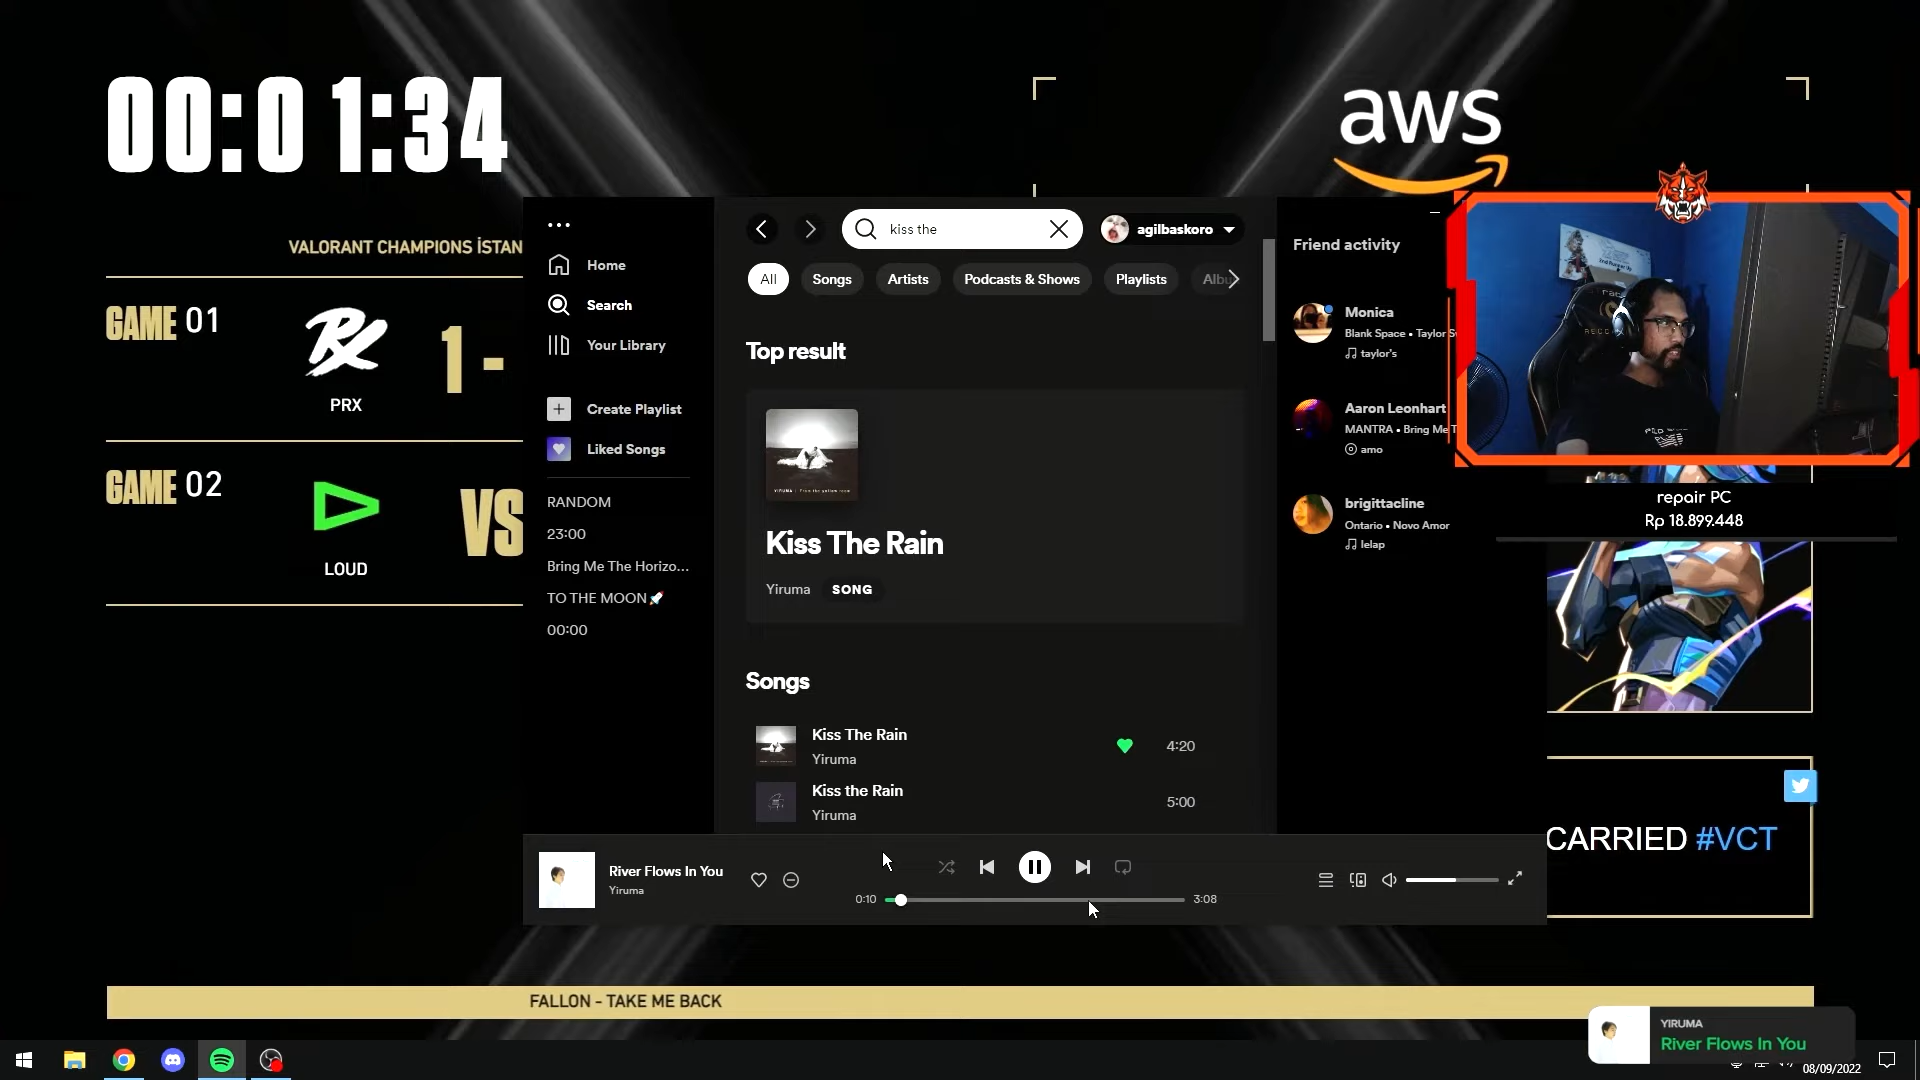 00:01:34
aws
VALORANT CHAMPIONS İSTAN
GAME 01
PRX
1 -
GAME 02
LOUD
VS
kiss the
agilbaskoro
Home
Search
Your Library
Create Playlist
Liked Songs
RANDOM
23:00
Bring Me The Horizo...
TO THE MOON🚀
00:00
All
Songs
Artists
Podcasts & Shows
Playlists
Albu
Top result
Kiss The Rain
Yiruma
SONG
Songs
Kiss The Rain
Yiruma
4:20
Kiss the Rain
Yiruma
5:00
Friend activity
Monica
Blank Space • Taylor S
taylor's
Aaron Leonhart
MANTRA • Bring Me T
amo
brigittacline
Ontario • Novo Amor
lelap
repair PC
Rp 18.899.448
CARRIED #VCT
River Flows In You
Yiruma
0:10
3:08
FALLON - TAKE ME BACK
YIRUMA
River Flows In You
08/09/2022